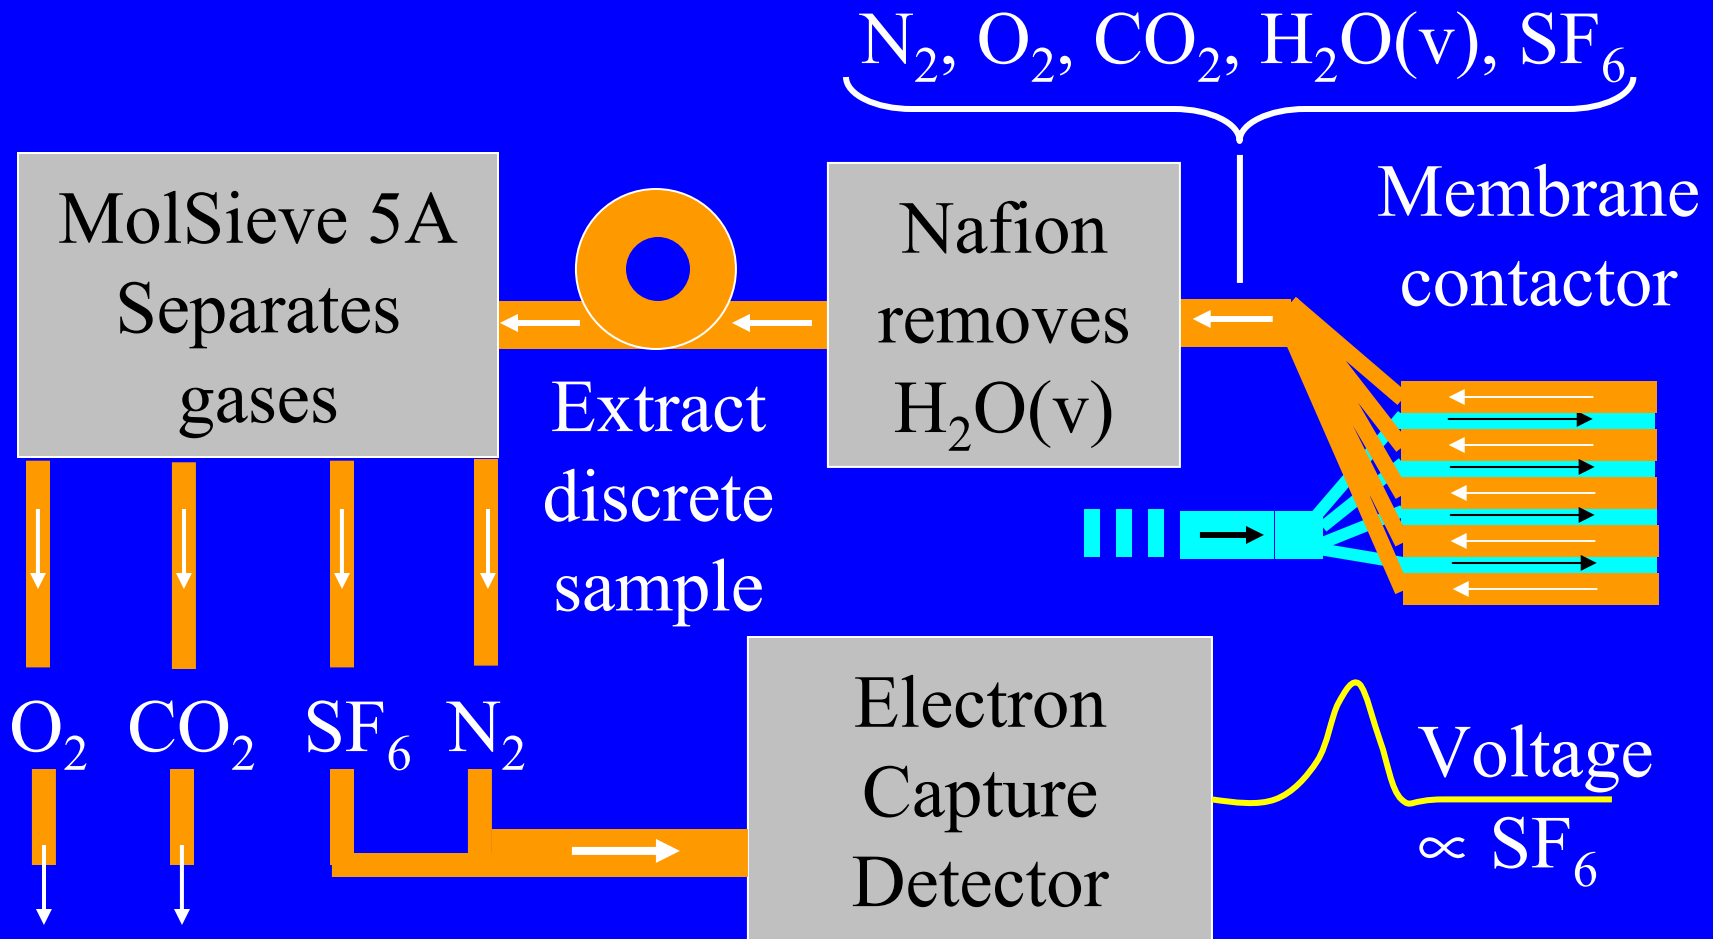 N₂, O₂, CO₂, H₂O(v), SF₆
Membrane
contactor
Nafion
removes
H₂O(v)
Extract
discrete
sample
MolSieve 5A
Separates
gases
O₂ CO₂ SF₆ N₂
Electron
Capture
Detector
Voltage
∝ SF₆